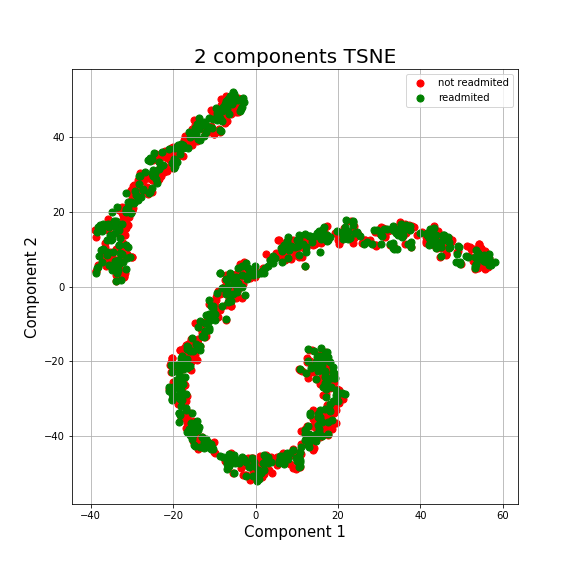 2 components TSNE
not readmited
readmited
Component 2
40
20
0
−20
−40
−40
−20
0
20
40
60
Component 1